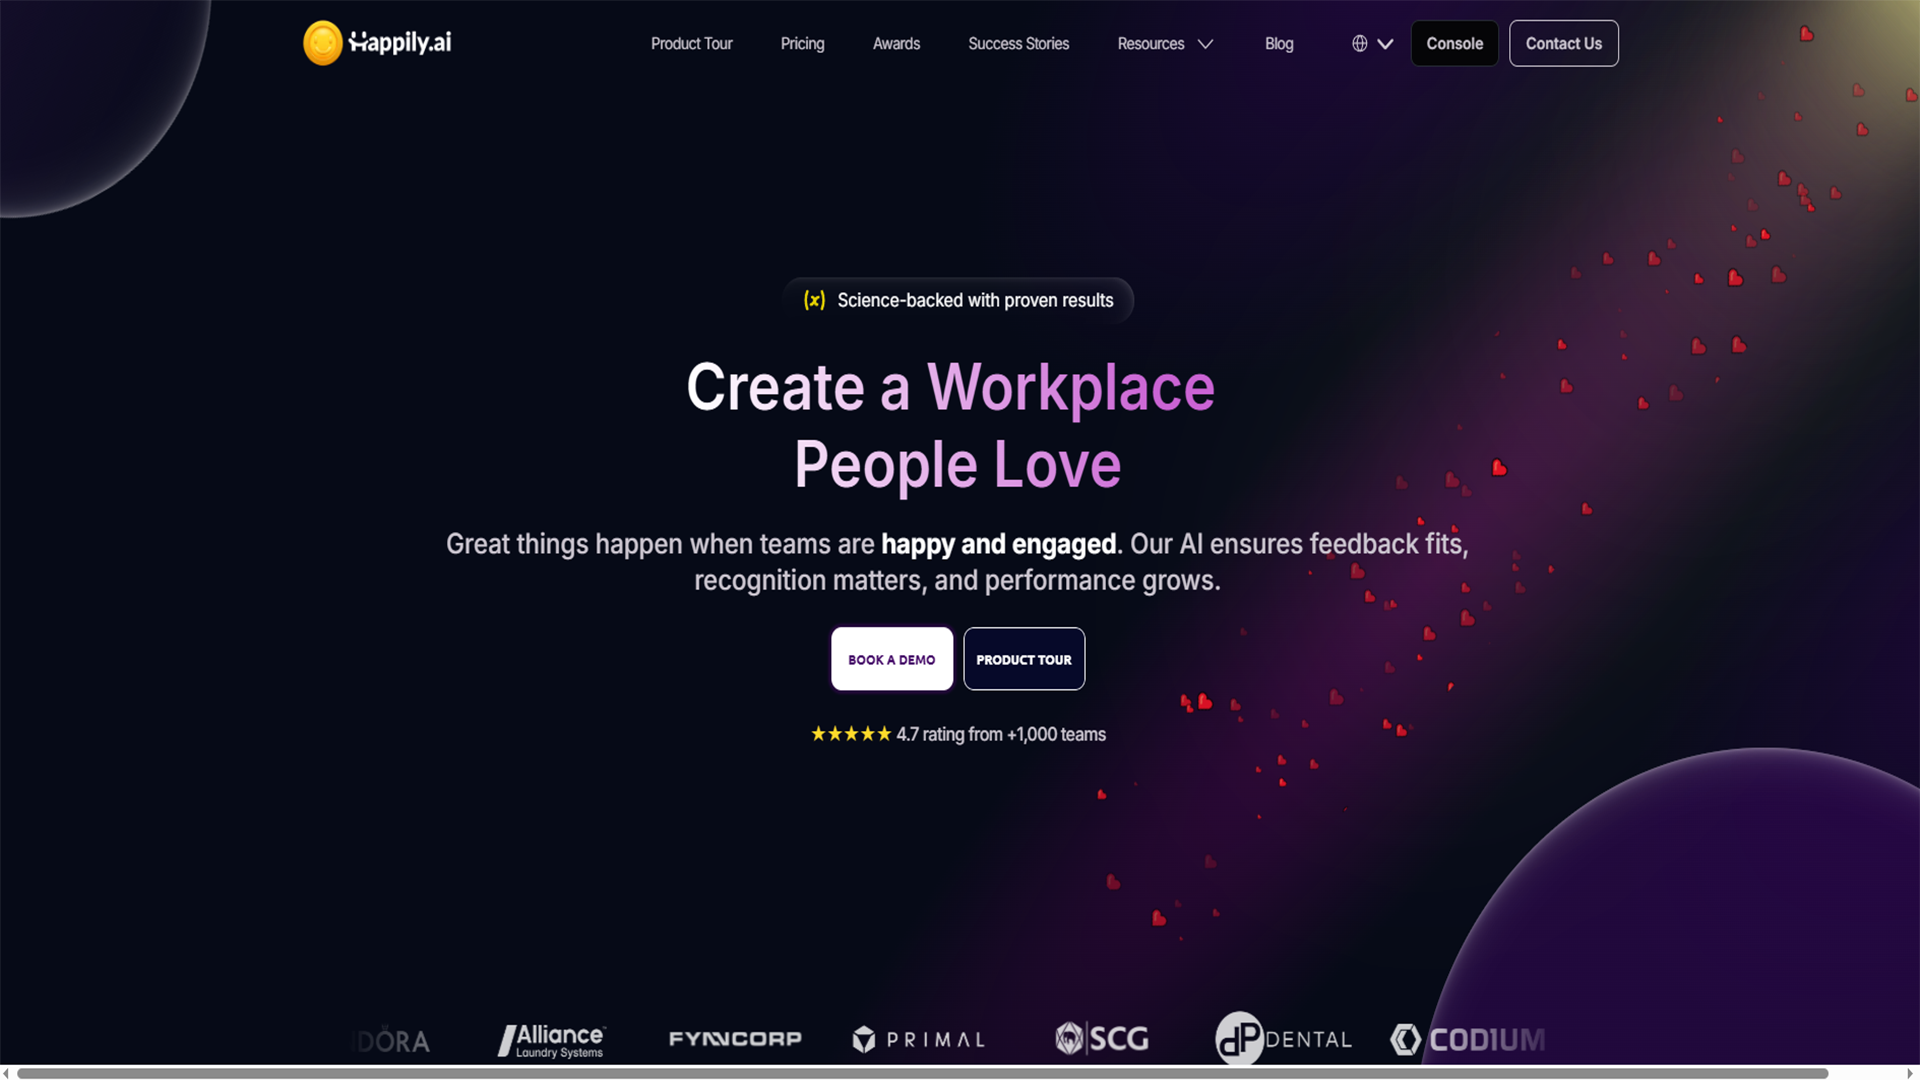 Happily.ai
Product Tour
Pricing
Awards
Success Stories
Resources
Blog
Console
Contact Us
(x) Science-backed with proven results
Create a Workplace
People Love
Great things happen when teams are happy and engaged. Our AI ensures feedback fits,
recognition matters, and performance grows.
BOOK A DEMO
PRODUCT TOUR
★★★★★ 4.7 rating from +1,000 teams
DÖRA
Alliance™
Laundry Systems
FYNNCORP
PRIMAL
SCG
dP DENTAL
CODIUM